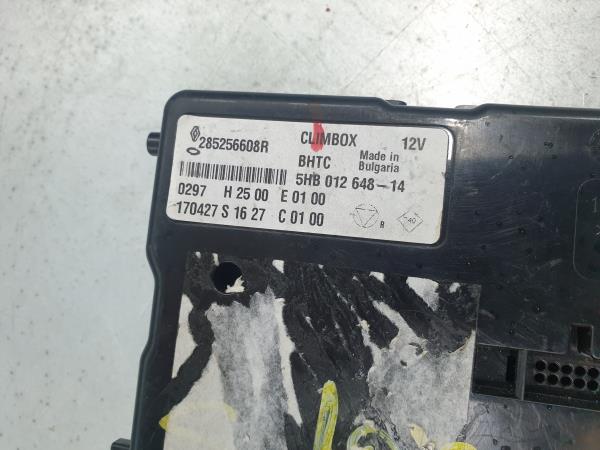 285256608R CLIMBOX 12V
BHTC Made in Bulgaria
5HB 012 648-14
0297 H 25 00 E 01 00
170427 S 16 27 C 01 00
R 40